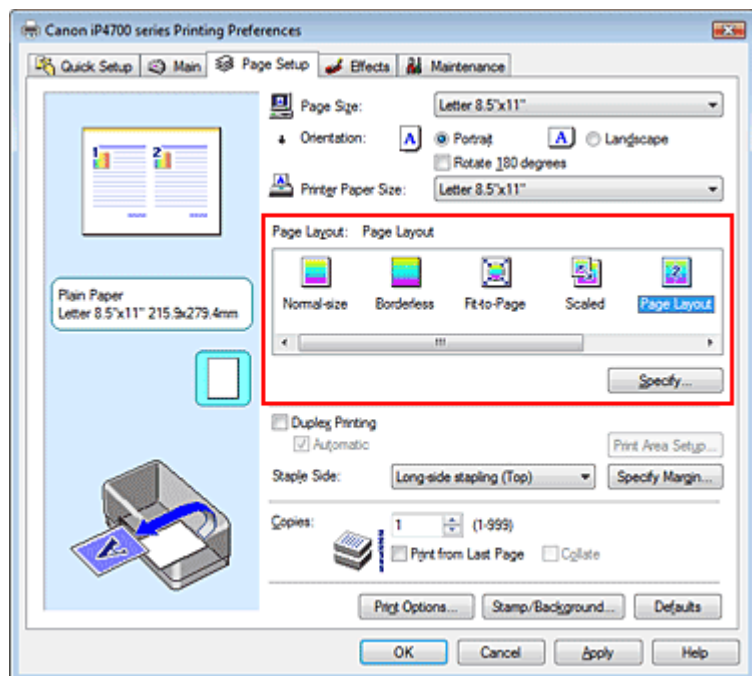 Canon iP4700 series Printing Preferences
Quick Setup Main Page Setup Effects Maintenance
Page Size: Letter 8.5"x11"
Orientation: A Portrait A Landscape
Rotate 180 degrees
Printer Paper Size: Letter 8.5"x11"
1 2
Page Layout: Page Layout
Normal-size Borderless Fit-to-Page Scaled Page Layout
Plain Paper
Letter 8.5"x11" 215.9x279.4mm
Specify...
Duplex Printing
Automatic Print Area Setup...
Staple Side: Long-side stapling (Top) Specify Margin...
Copies: 1 (1-999)
Print from Last Page Collate
A
Print Options... Stamp/Background... Defaults
OK Cancel Apply Help